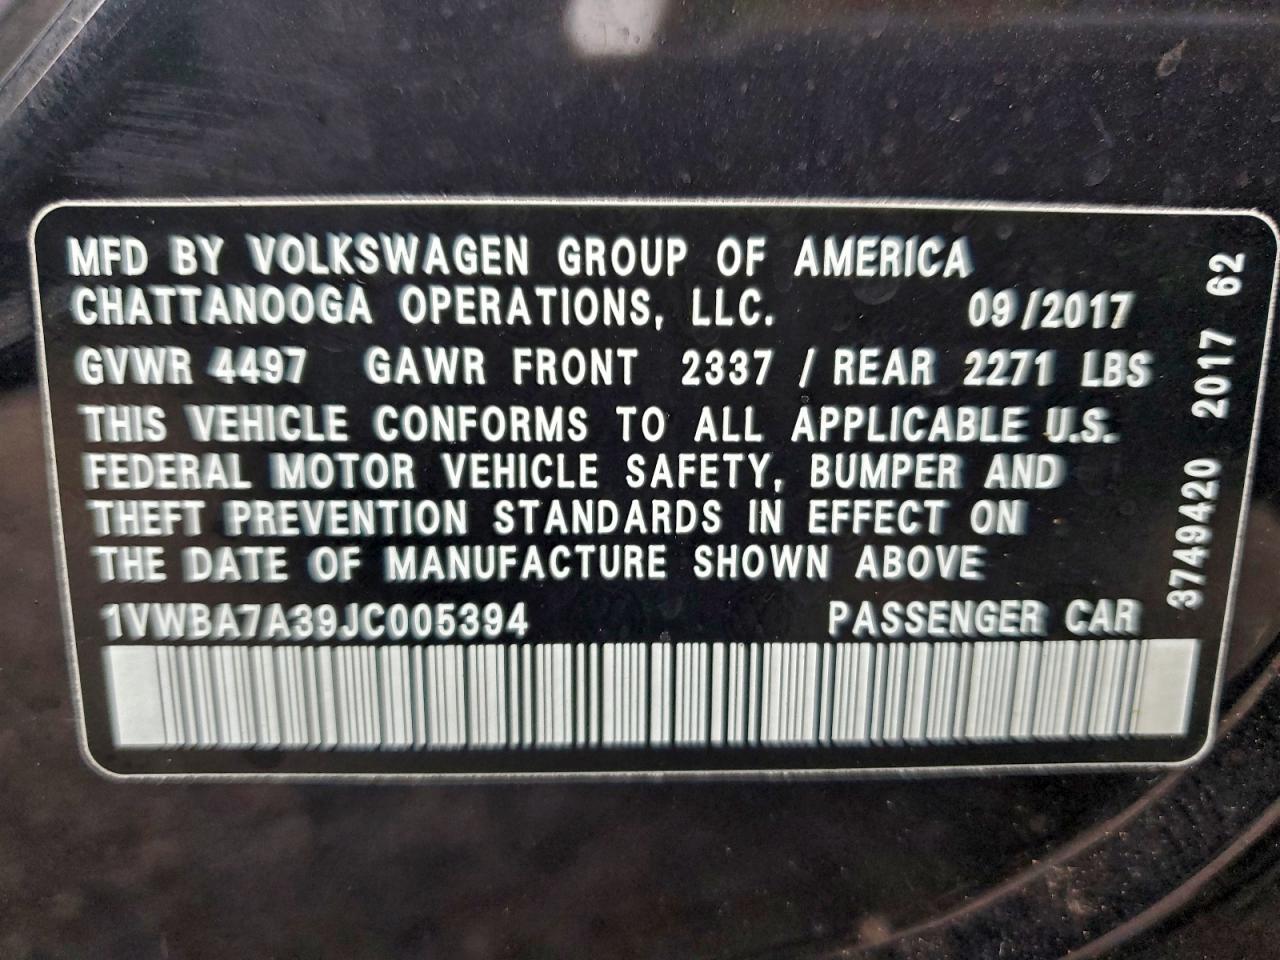 MFD BY VOLKSWAGEN GROUP OF AMERICA
CHATTANOOGA OPERATIONS, LLC. 09/2017
GVWR 4497 GAWR FRONT 2337 / REAR 2271 LBS
THIS VEHICLE CONFORMS TO ALL APPLICABLE U.S.
FEDERAL MOTOR VEHICLE SAFETY, BUMPER AND
THEFT PREVENTION STANDARDS IN EFFECT ON
THE DATE OF MANUFACTURE SHOWN ABOVE
1VWBA7A39JC005394 PASSENGER CAR
37494420 2017 62